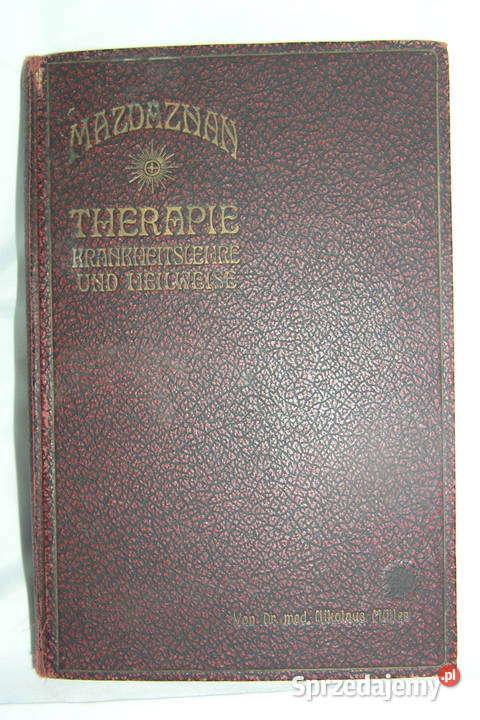 MAZDAZNAN
THERAPIE
KRANKHEITSLEHRE
UND HEILWEISE
Von Dr. med. Nikolaus Müller
Sprzedajemy.pl